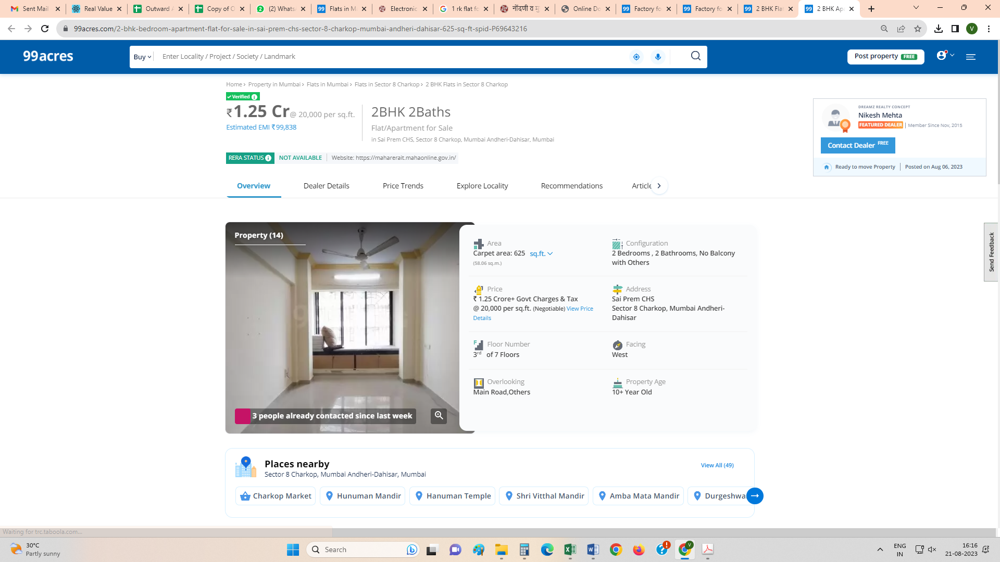 Sent Mail
Real Value
Outward A
Copy of O
(2) Whats
Flats in M
Electronic
1 rk flat fo
नोंदणी व मु
Online Do
Factory fo
Factory fo
2 BHK Fla
2 BHK Apa
99acres.com/2-bhk-bedroom-apartment-flat-for-sale-in-sai-prem-chs-sector-8-charkop-mumbai-andheri-dahisar-625-sq-ft-spid-P69643216
V
99acres
Buy
Enter Locality / Project / Society / Landmark
Post property FREE
Home › Property in Mumbai › Flats in Mumbai › Flats in Sector 8 Charkop › 2 BHK Flats in Sector 8 Charkop
Verified
₹1.25 Cr @ 20,000 per sq.ft.
Estimated EMI ₹99,838
2BHK 2Baths
Flat/Apartment for Sale
in Sai Prem CHS, Sector 8 Charkop, Mumbai Andheri-Dahisar, Mumbai
DREAMZ REALTY CONCEPT
Nikesh Mehta
FEATURED DEALER | Member Since Nov, 2015
Contact Dealer FREE
Ready to move Property | Posted on Aug 06, 2023
RERA STATUS NOT AVAILABLE Website: https://maharerait.mahaonline.gov.in/
Overview
Dealer Details
Price Trends
Explore Locality
Recommendations
Article
Send Feedback
Property (14)
3 people already contacted since last week
Area
Carpet area: 625 sq.ft.
(58.06 sq.m.)
Configuration
2 Bedrooms , 2 Bathrooms, No Balcony
with Others
Price
₹ 1.25 Crore+ Govt Charges & Tax
@ 20,000 per sq.ft. (Negotiable) View Price
Details
Address
Sai Prem CHS
Sector 8 Charkop, Mumbai Andheri-
Dahisar
Floor Number
3rd of 7 Floors
Facing
West
Overlooking
Main Road,Others
Property Age
10+ Year Old
Places nearby
Sector 8 Charkop, Mumbai Andheri-Dahisar, Mumbai
View All (49)
Charkop Market
Hunuman Mandir
Hanuman Temple
Shri Vitthal Mandir
Amba Mata Mandir
Durgeshwa
Waiting for trc.taboola.com...
30°C
Partly sunny
Search
ENG
IN
16:16
21-08-2023